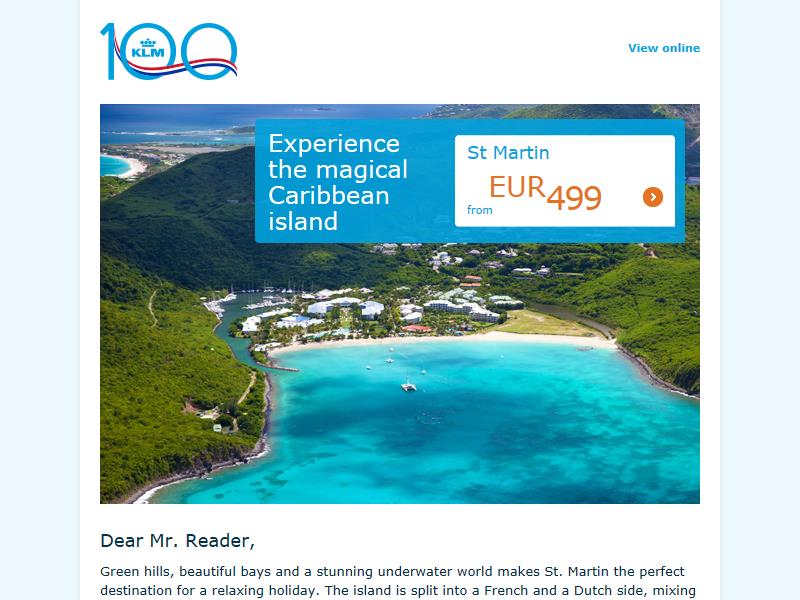 100
KLM
View online
Experience
the magical
Caribbean
island
St Martin
from EUR499
Dear Mr. Reader,
Green hills, beautiful bays and a stunning underwater world makes St. Martin the perfect
destination for a relaxing holiday. The island is split into a French and a Dutch side, mixing